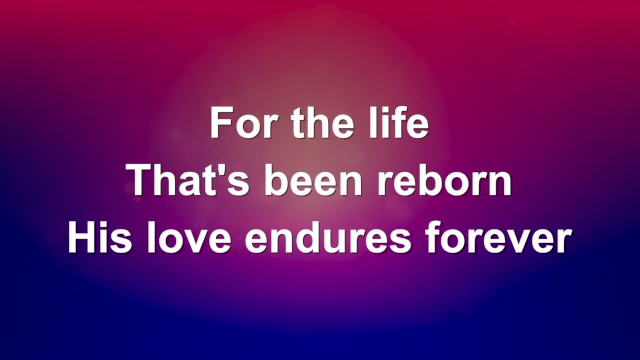 For the life
That's been reborn
His love endures forever